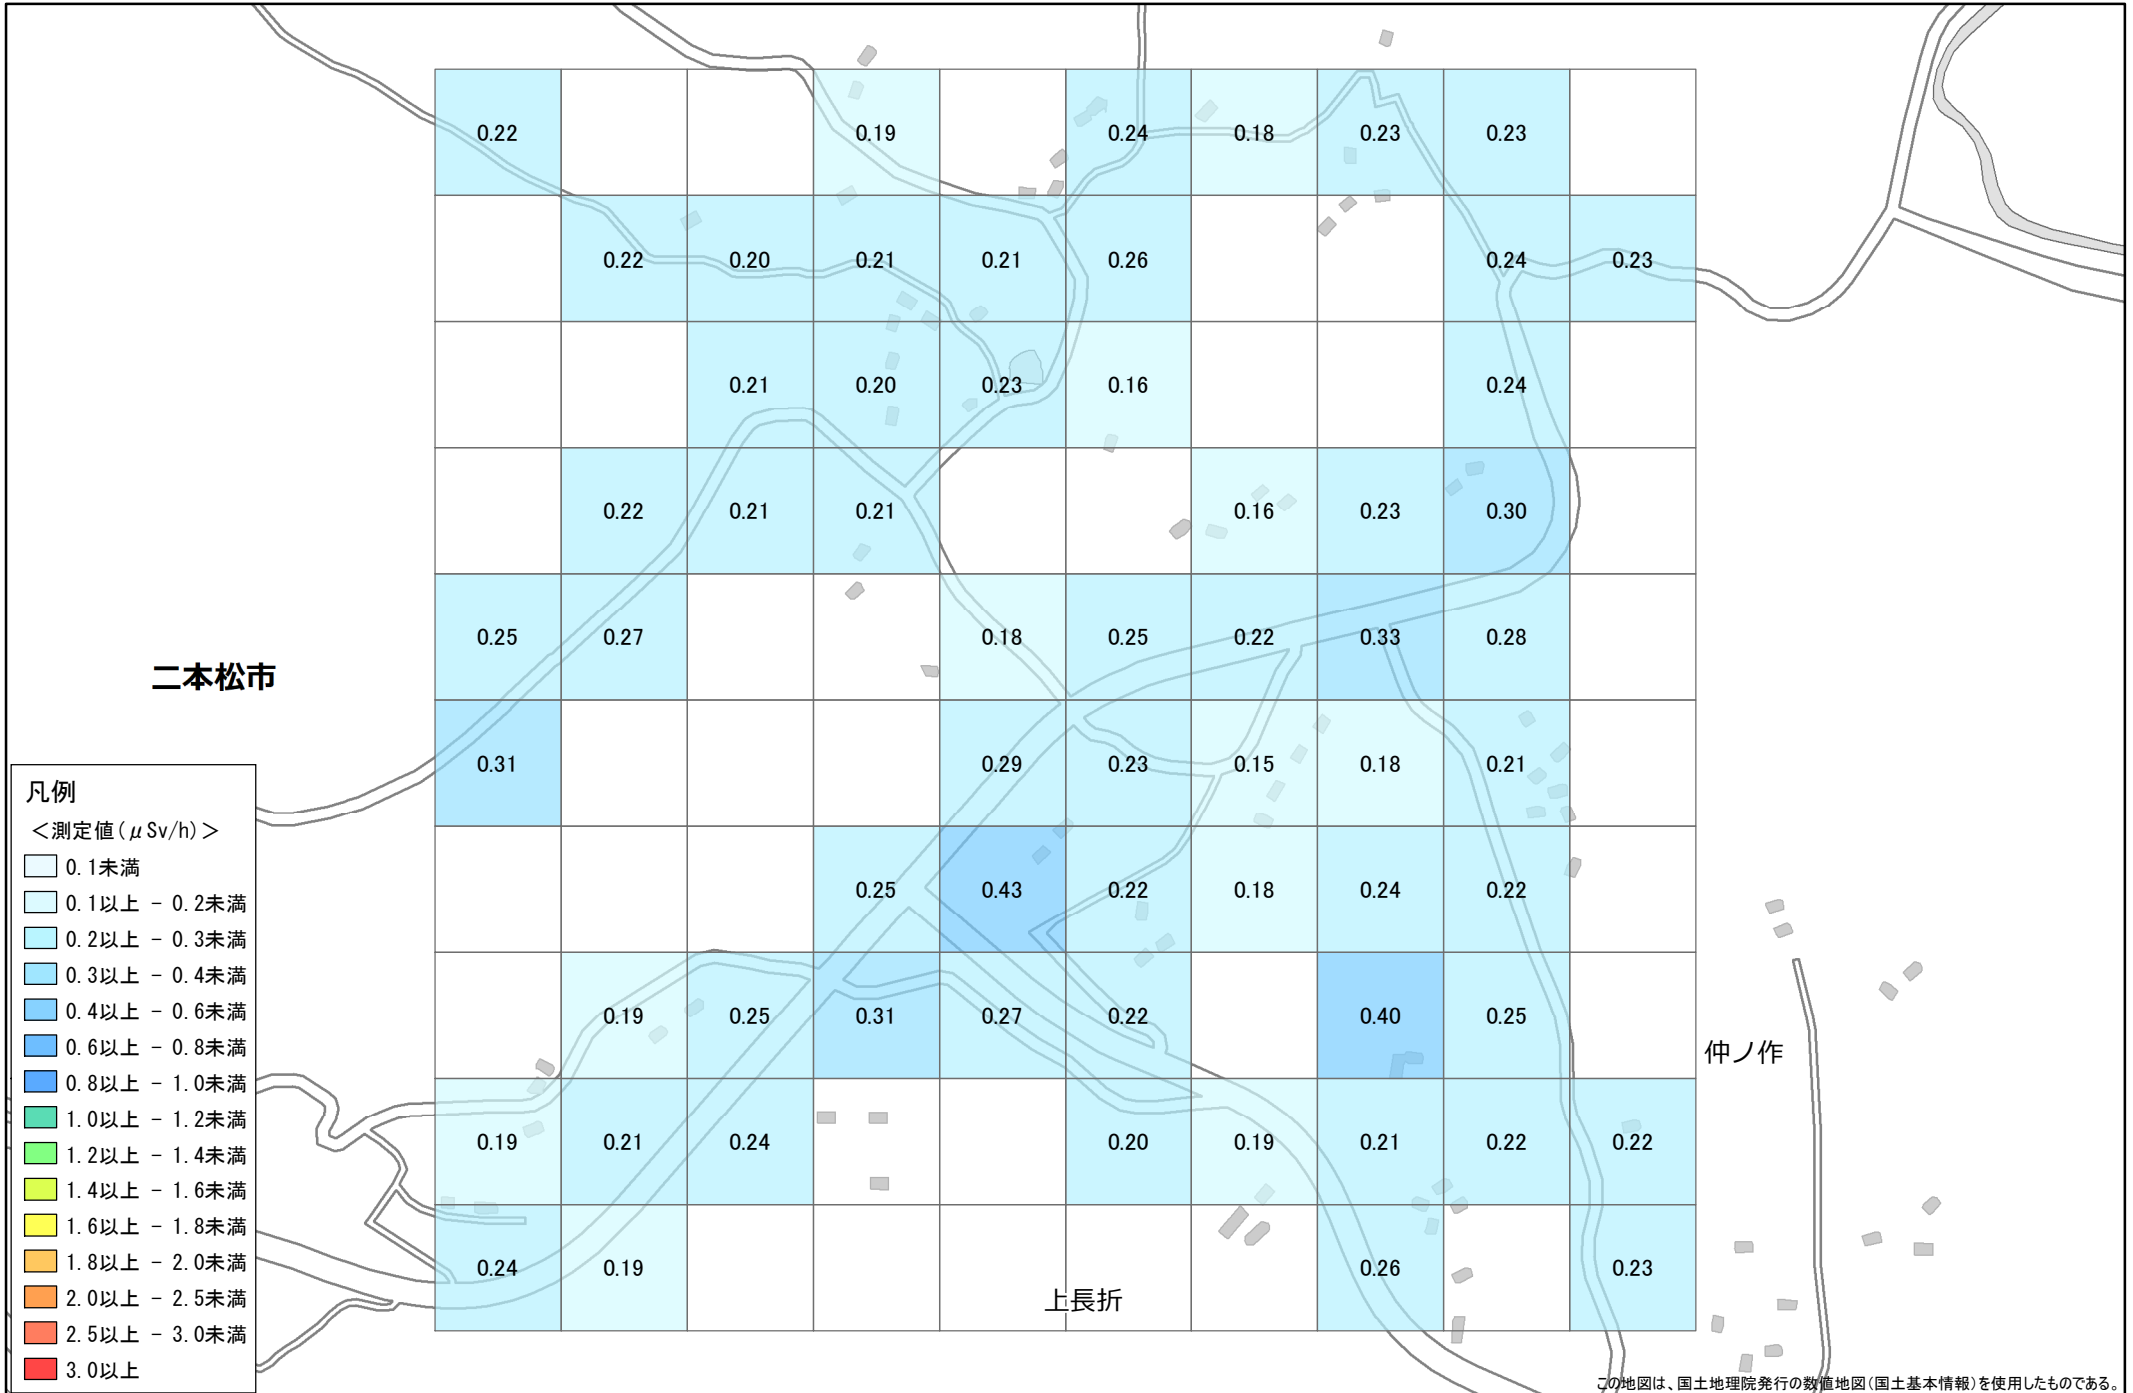 0.22 0.19 0.24 0.18 0.23 0.23
0.22 0.20 0.21 0.21 0.26 0.24 0.23
0.21 0.20 0.23 0.16 0.24
0.22 0.21 0.21 0.16 0.23 0.30
0.25 0.27 0.18 0.25 0.22 0.33 0.28
二本松市
0.31 0.29 0.23 0.15 0.18 0.21
0.25 0.43 0.22 0.18 0.24 0.22
0.19 0.25 0.31 0.27 0.22 0.40 0.25
仲ノ作
0.19 0.21 0.24 0.20 0.19 0.21 0.22 0.22
0.24 0.19 0.26 0.23
上長折
凡例
＜測定値(μSv/h)＞
0.1未満
0.1以上 － 0.2未満
0.2以上 － 0.3未満
0.3以上 － 0.4未満
0.4以上 － 0.6未満
0.6以上 － 0.8未満
0.8以上 － 1.0未満
1.0以上 － 1.2未満
1.2以上 － 1.4未満
1.4以上 － 1.6未満
1.6以上 － 1.8未満
1.8以上 － 2.0未満
2.0以上 － 2.5未満
2.5以上 － 3.0未満
3.0以上
この地図は、国土地理院発行の数値地図(国土基本情報)を使用したものである。